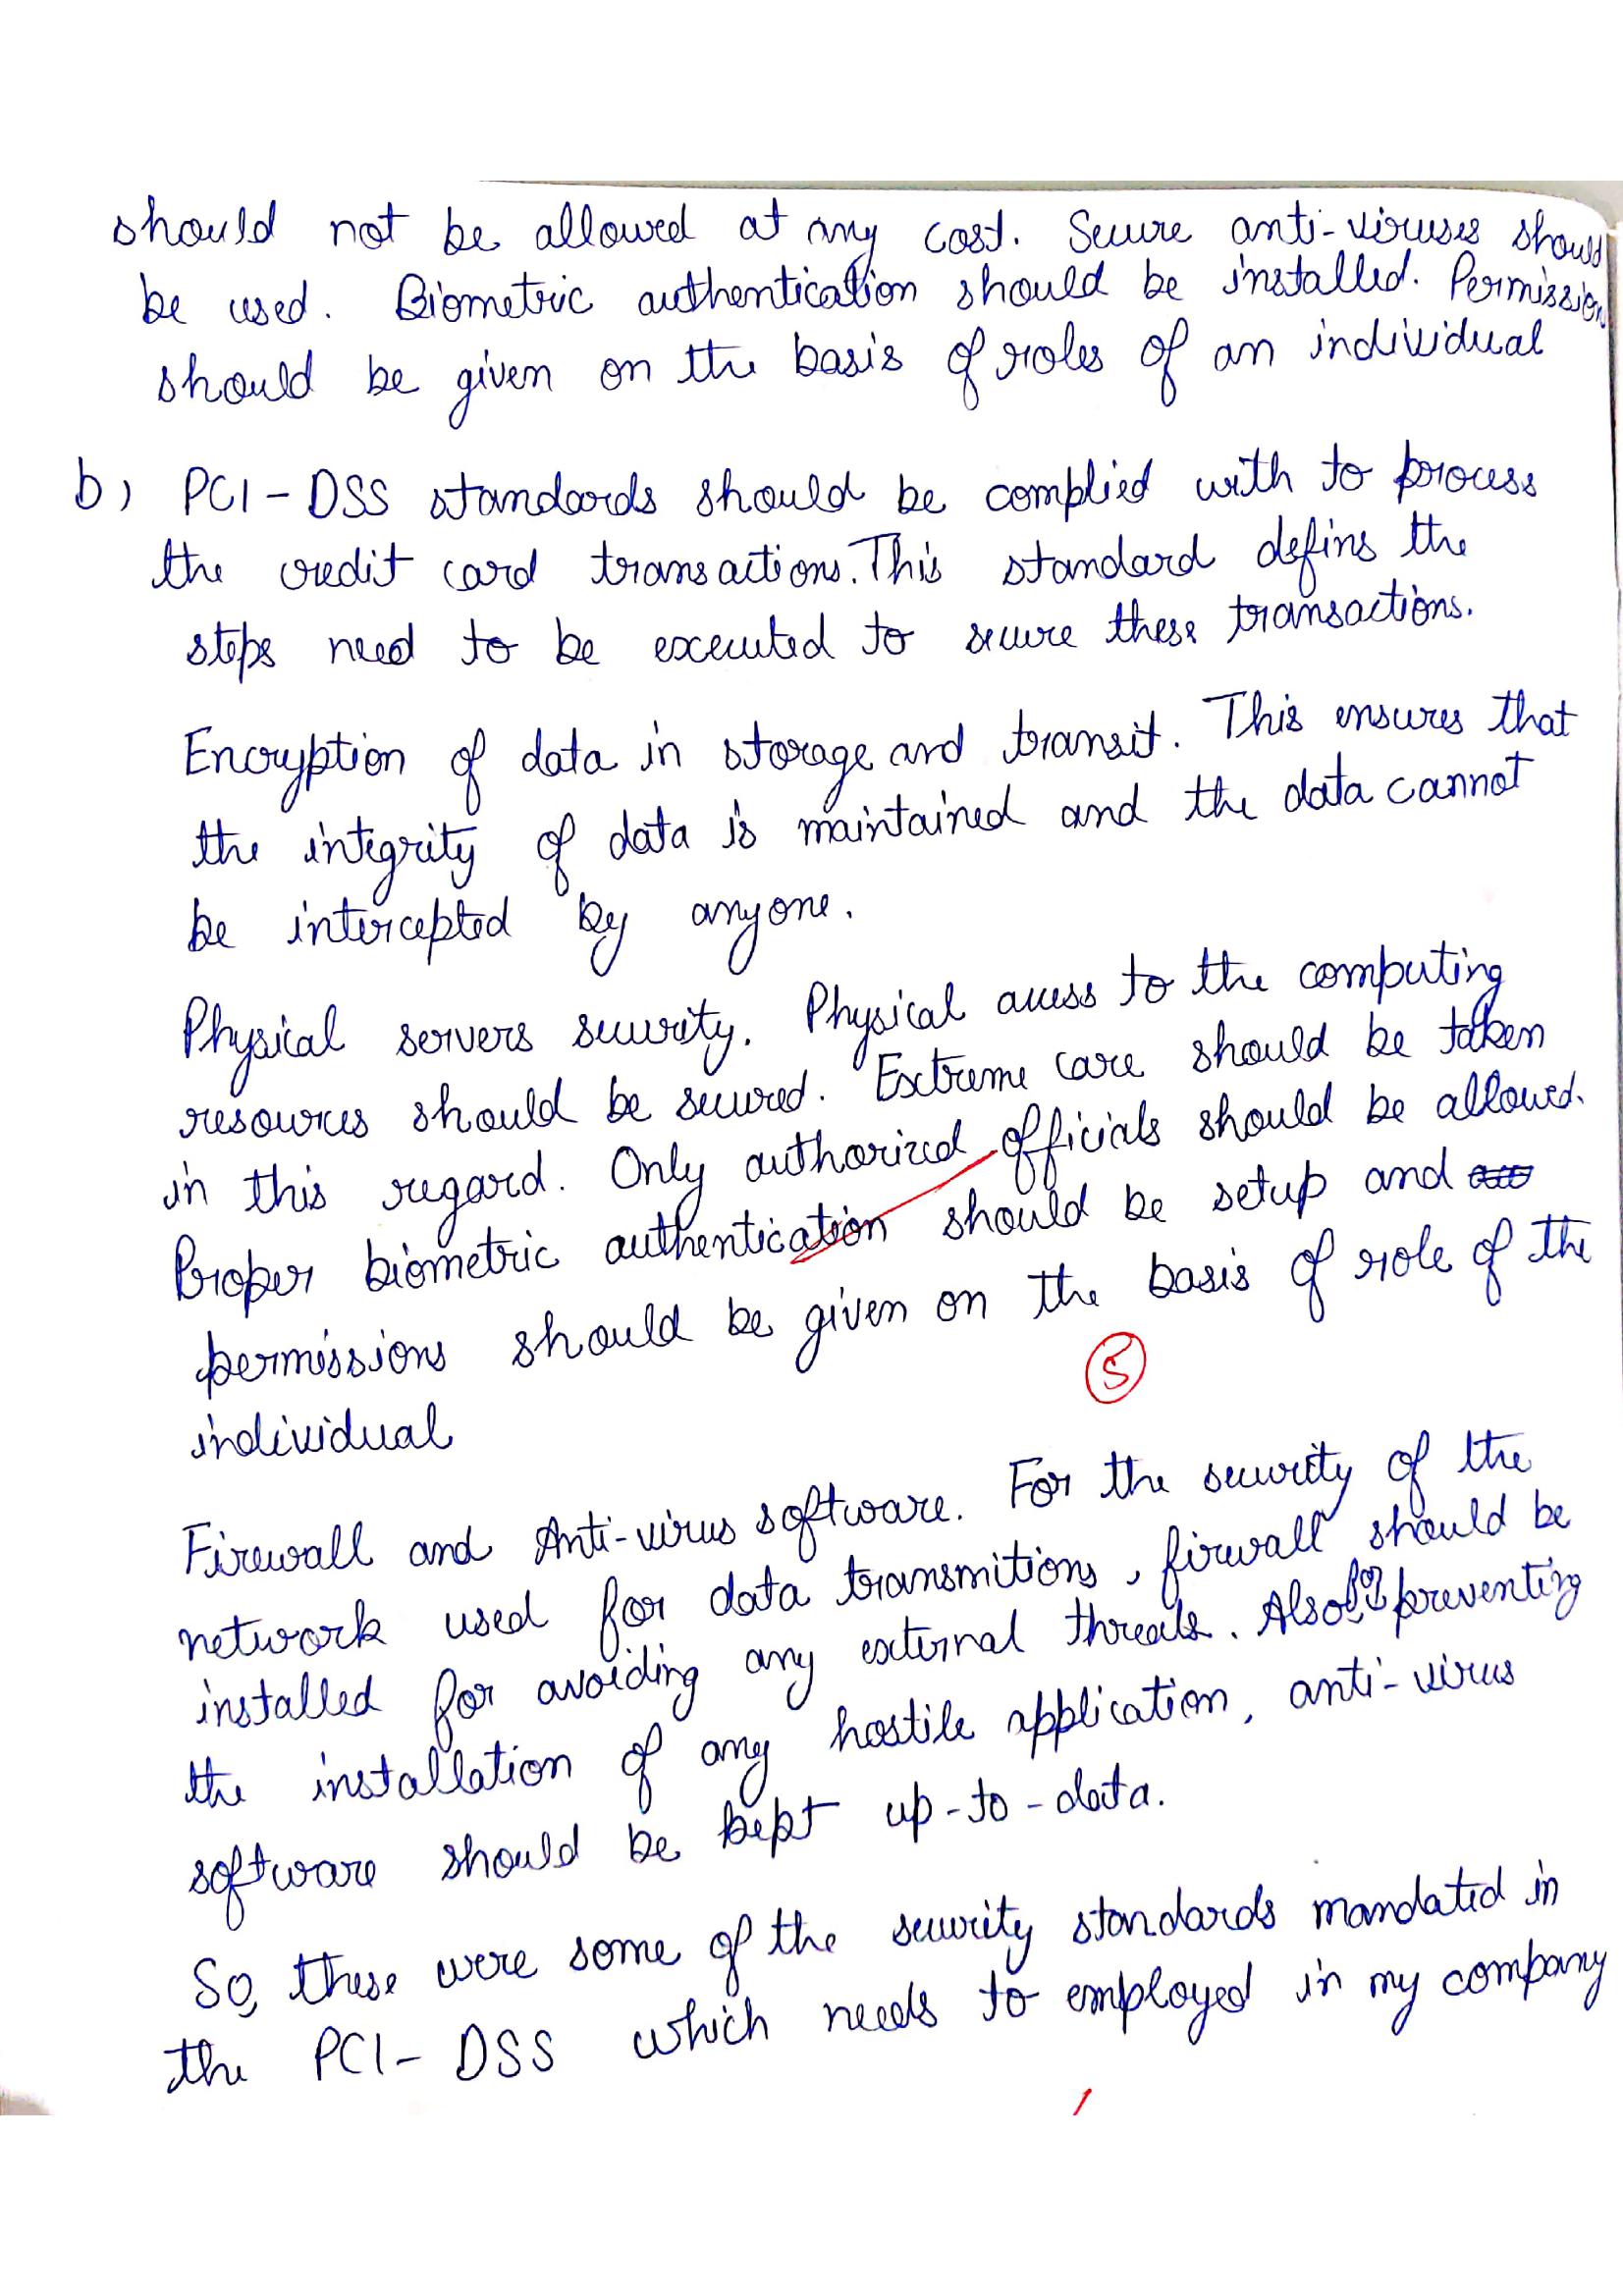 should not be allowed at any cost. Secure anti-viruses should
be used. Biometric authentication should be installed. Permission
should be given on the basis of roles of an individual
b) PCI-DSS standards should be complied with to process
the credit card transactions. This standard defins the
steps need to be executed to secure these transactions.
Encryption of data in storage and transit. This ensures that
the integrity of data is maintained and the data cannot
be intercepted by anyone.
Physical servers security. Physical access to the computing
resources should be secured. Extreme care should be taken
in this regard. Only authorized officials should be allowed.
Proper biometric authentication should be setup and
permissions should be given on the basis of role of the
individual
5
Firewall and Anti-virus software. For the security of the
network used for data transmitions, firwall should be
installed for avoiding any external threats. Also for preventing
the installation of any hostile application, anti-virus
software should be kept up-to-data.
So, these were some of the security standards mandated in
the PCI-DSS which needs to employed in my company